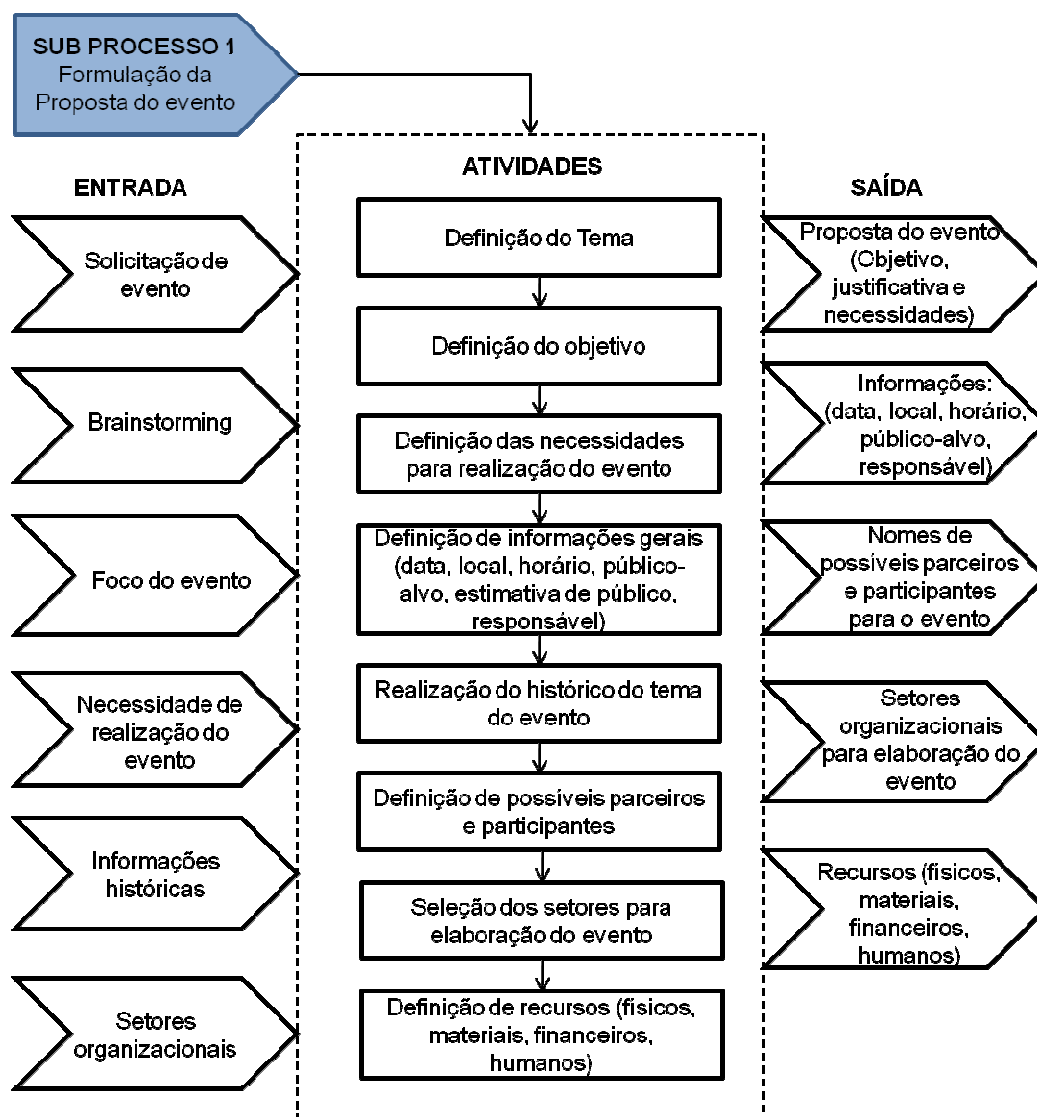 SUB PROCESSO 1
Formulação da
Proposta do evento
ENTRADA
Solicitação de
evento
Brainstorming
Foco do evento
Necessidade de
realização do
evento
Informações
históricas
Setores
organizacionais
ATIVIDADES
Definição do Tema
Definição do objetivo
Definição das necessidades
para realização do evento
Definição de informações gerais
(data, local, horário, público-
alvo, estimativa de público,
responsável)
Realização do histórico do tema
do evento
Definição de possíveis parceiros
e participantes
Seleção dos setores para
elaboração do evento
Definição de recursos (físicos,
materiais, financeiros,
humanos)
SAÍDA
Proposta do evento
(Objetivo,
justificativa e
necessidades)
Informações:
(data, local, horário,
público-alvo,
responsável)
Nomes de
possíveis parceiros
e participantes
para o evento
Setores
organizacionais
para elaboração do
evento
Recursos (físicos,
materiais,
financeiros,
humanos)